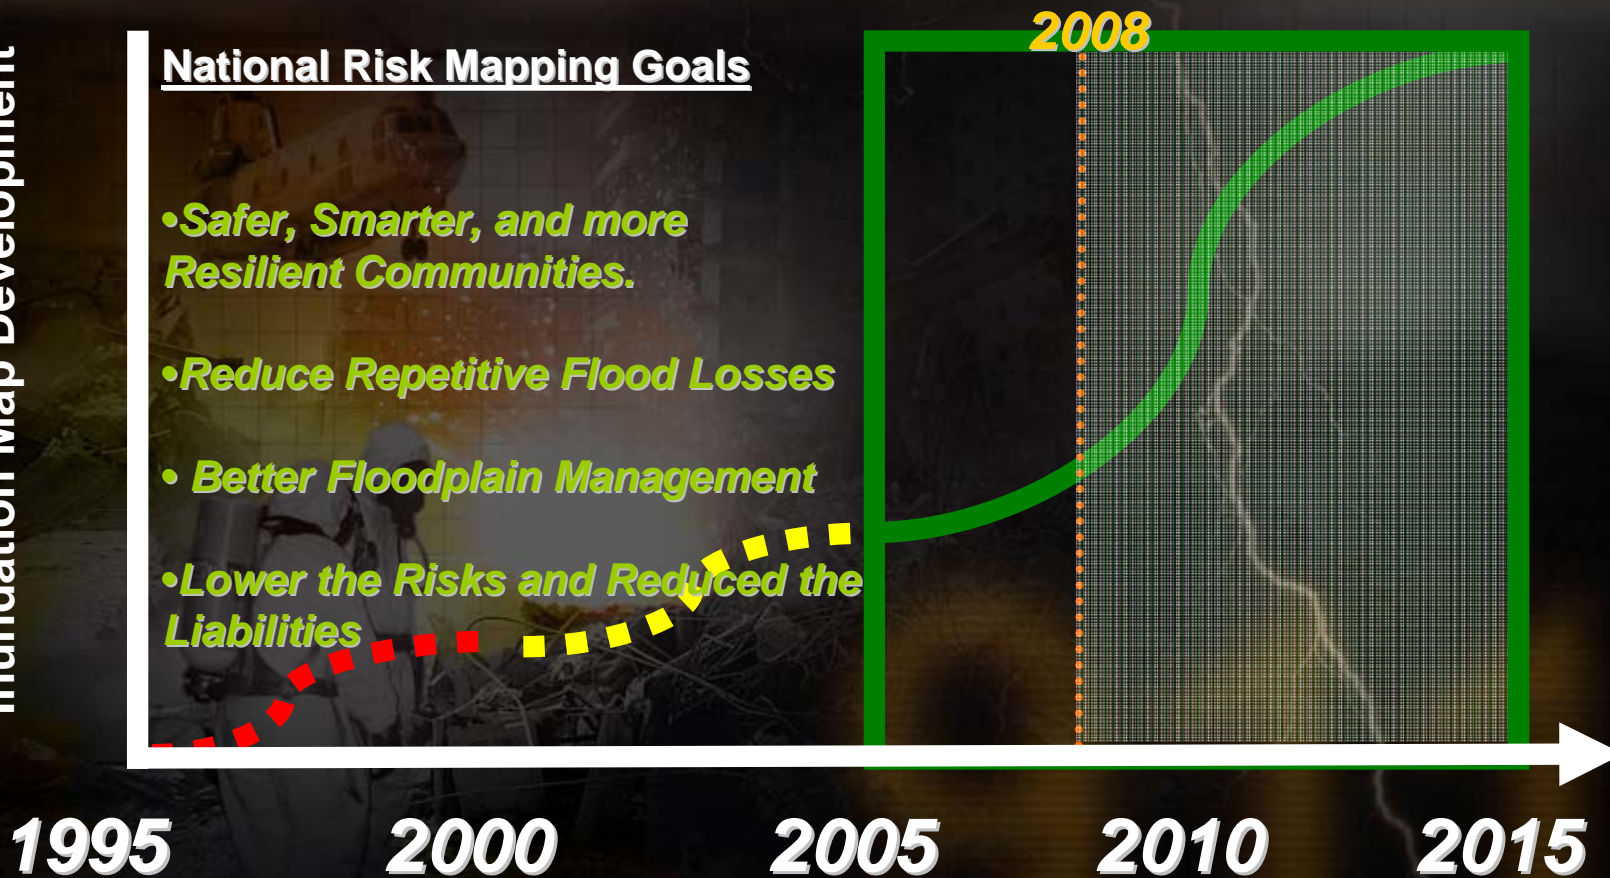 2008
National Risk Mapping Goals
•Safer, Smarter, and more
Resilient Communities.
•Reduce Repetitive Flood Losses
• Better Floodplain Management
•Lower the Risks and Reduced the
Liabilities
Inundation Map Development
1995 2000 2005 2010 2015